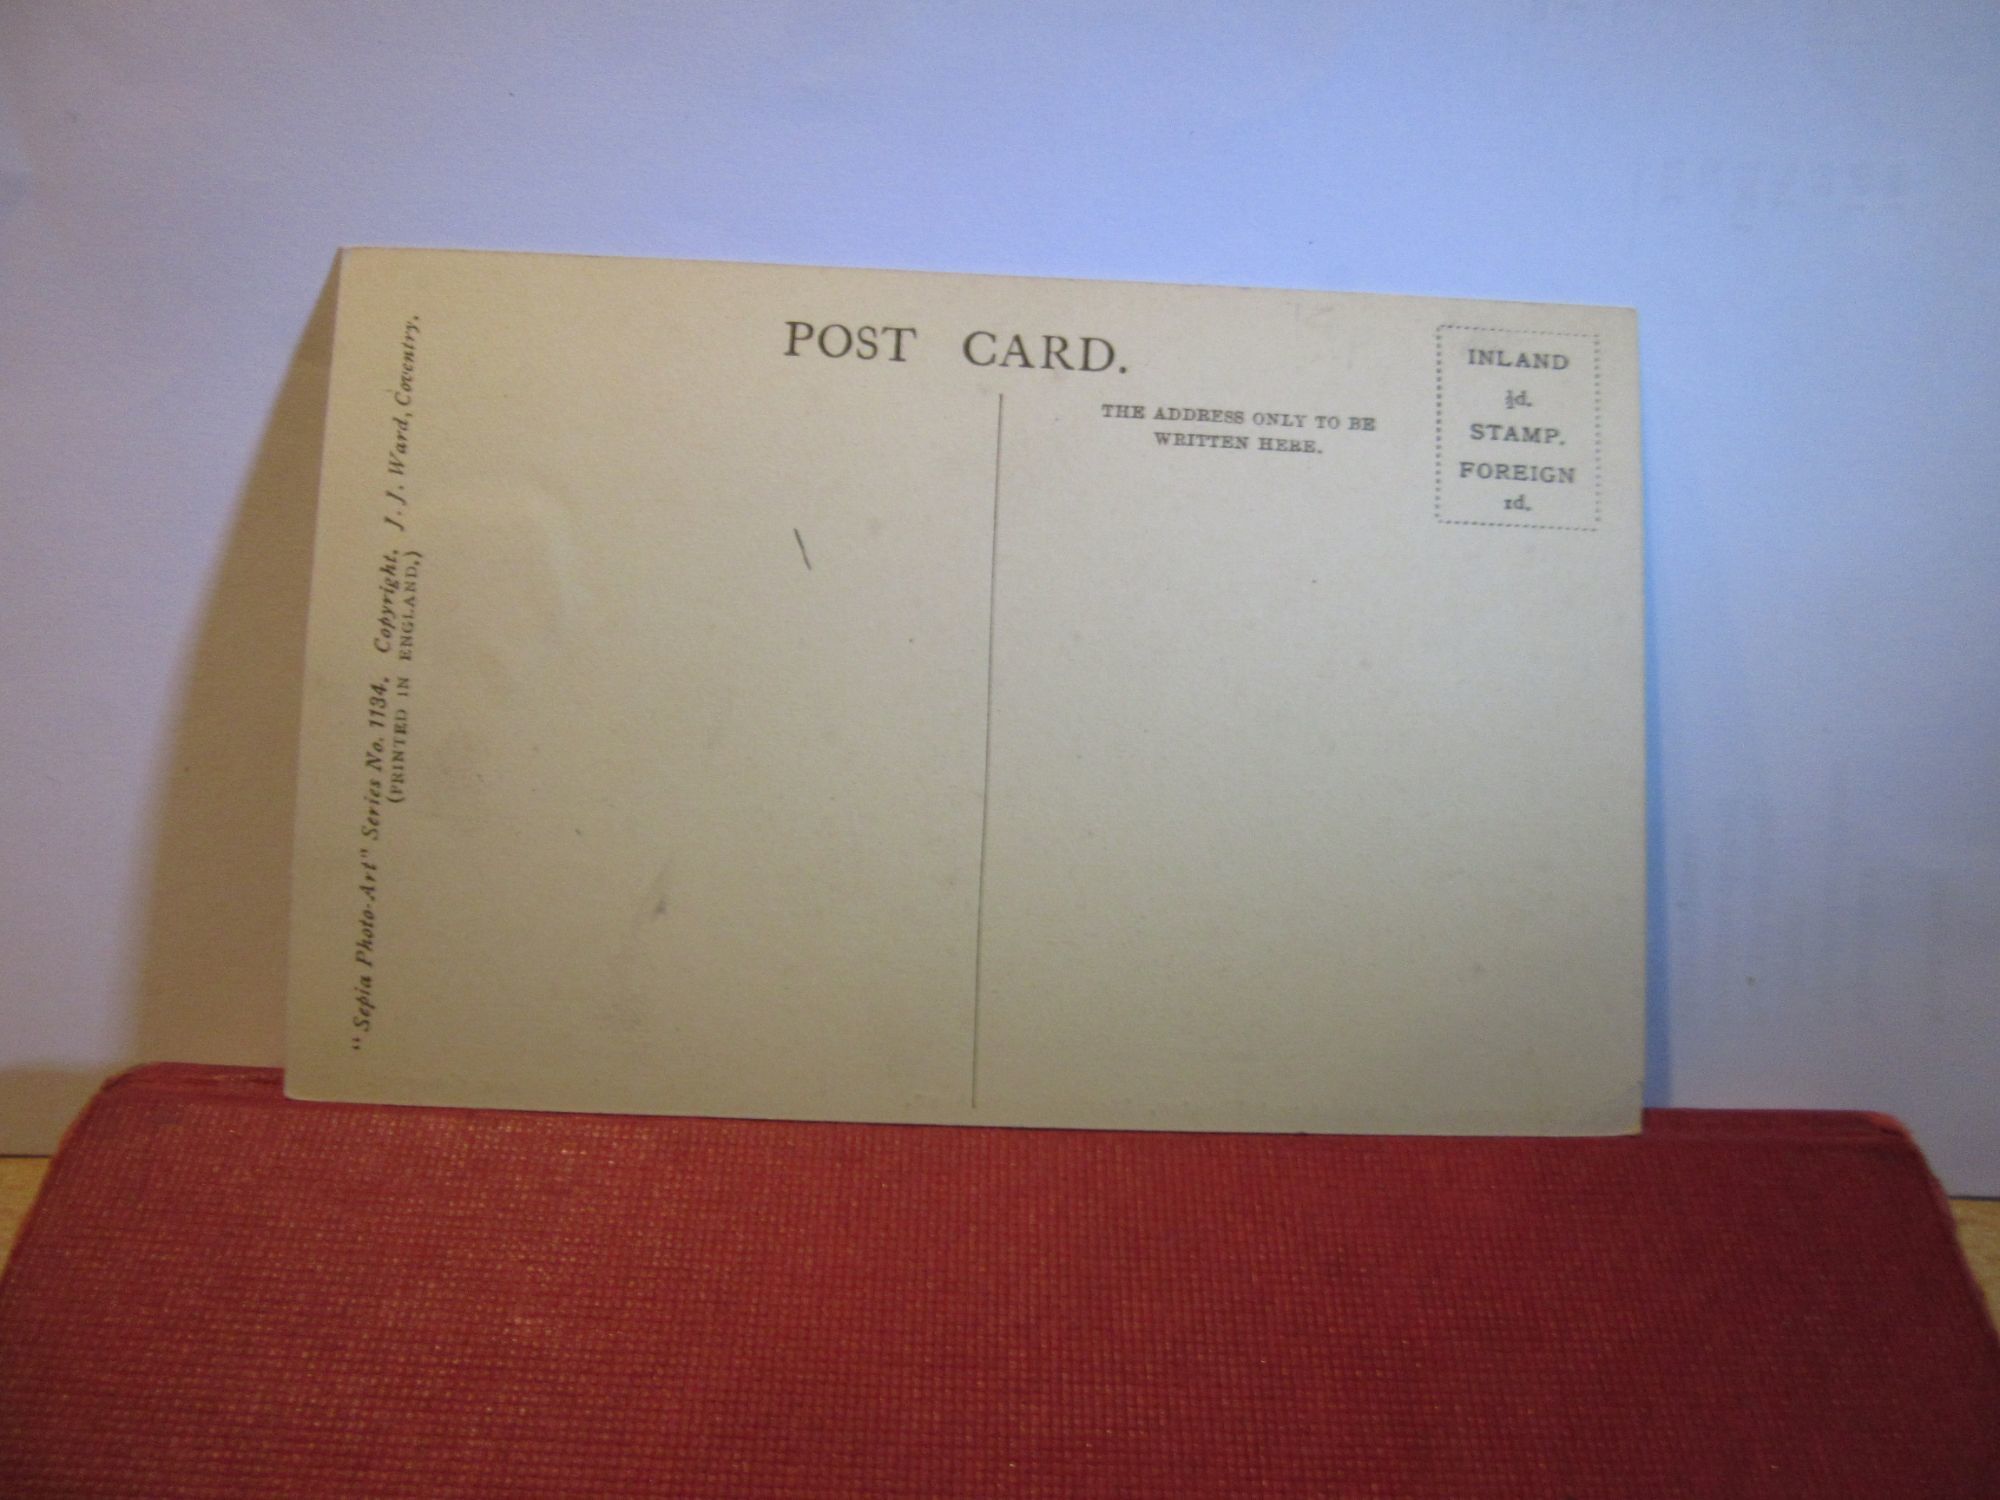 POST CARD.
THE ADDRESS ONLY TO BE
WRITTEN HERE.
INLAND
½d.
STAMP.
FOREIGN
1d.
"Sepia Photo-Art" Series No. 1134. Copyright. J. J. Ward, Coventry.
(PRINTED IN ENGLAND.)